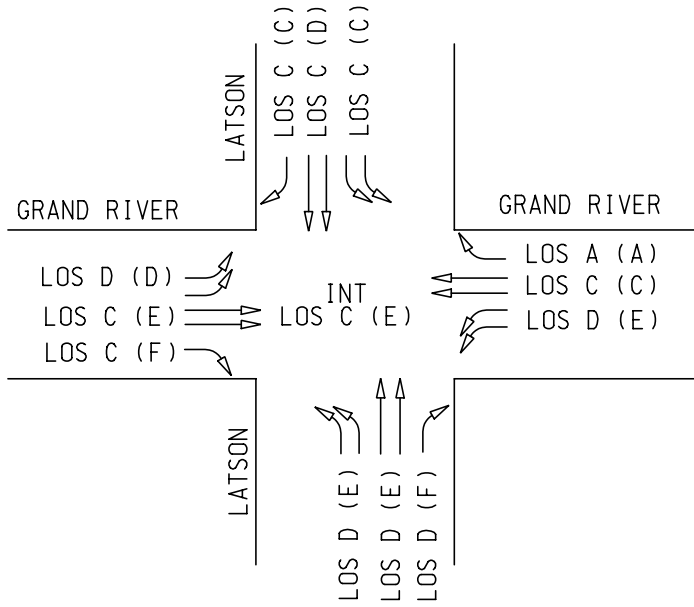 LOS C (C)
LOS C (D)
LOS C (C)
LATSON
GRAND RIVER
GRAND RIVER
LOS D (D)
LOS C (E)
LOS C (F)
INT
LOS C (E)
LOS A (A)
LOS C (C)
LOS D (E)
LATSON
LOS D (E)
LOS D (E)
LOS D (F)